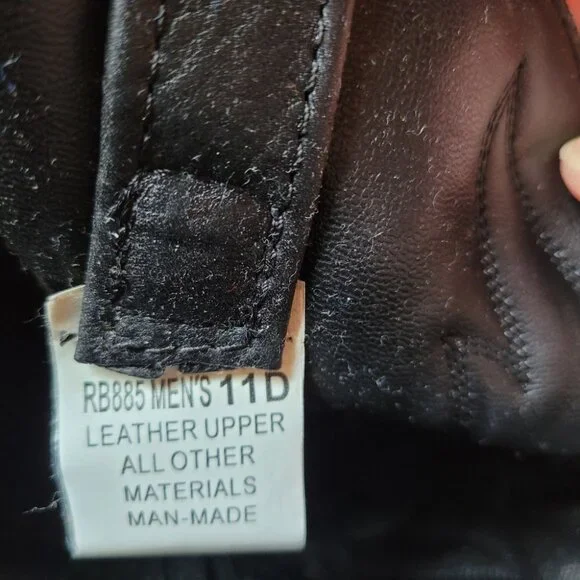 RB885 MEN'S 11D
LEATHER UPPER
ALL OTHER
MATERIALS
MAN-MADE